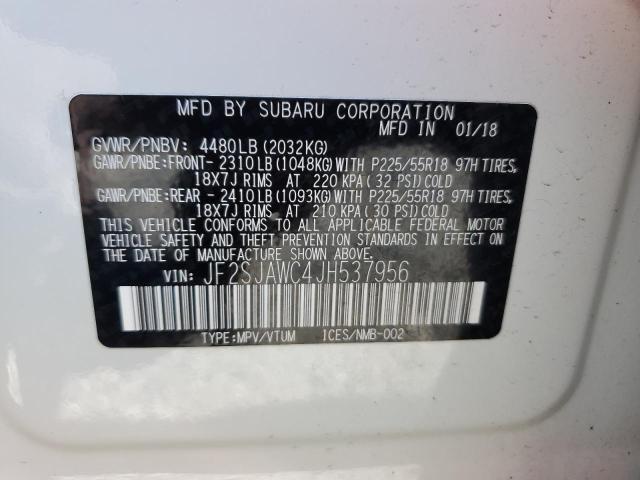 MFD BY SUBARU CORPORATION
MFD IN 01/18
GVWR/PNBV: 4480LB(2032KG)
GAWR/PNBE:FRONT-2310LB(1048KG)WITH P225/55R18 97H TIRES,
18X7J RIMS AT 220 KPA(32 PSI)COLD
GAWR/PNBE:REAR -2410LB(1093KG)WITH P225/55R18 97H TIRES,
18X7J RIMS AT 210 KPA(30 PSI)COLD
THIS VEHICLE CONFORMS TO ALL APPLICABLE FEDERAL MOTOR
VEHICLE SAFETY AND THEFT PREVENTION STANDARDS IN EFFECT
ON THE DATE OF MANUFACTURE SHOWN ABOVE.
VIN: JF2SJAWC4JH537956
TYPE:MPV/VTUM ICES/NMB-002